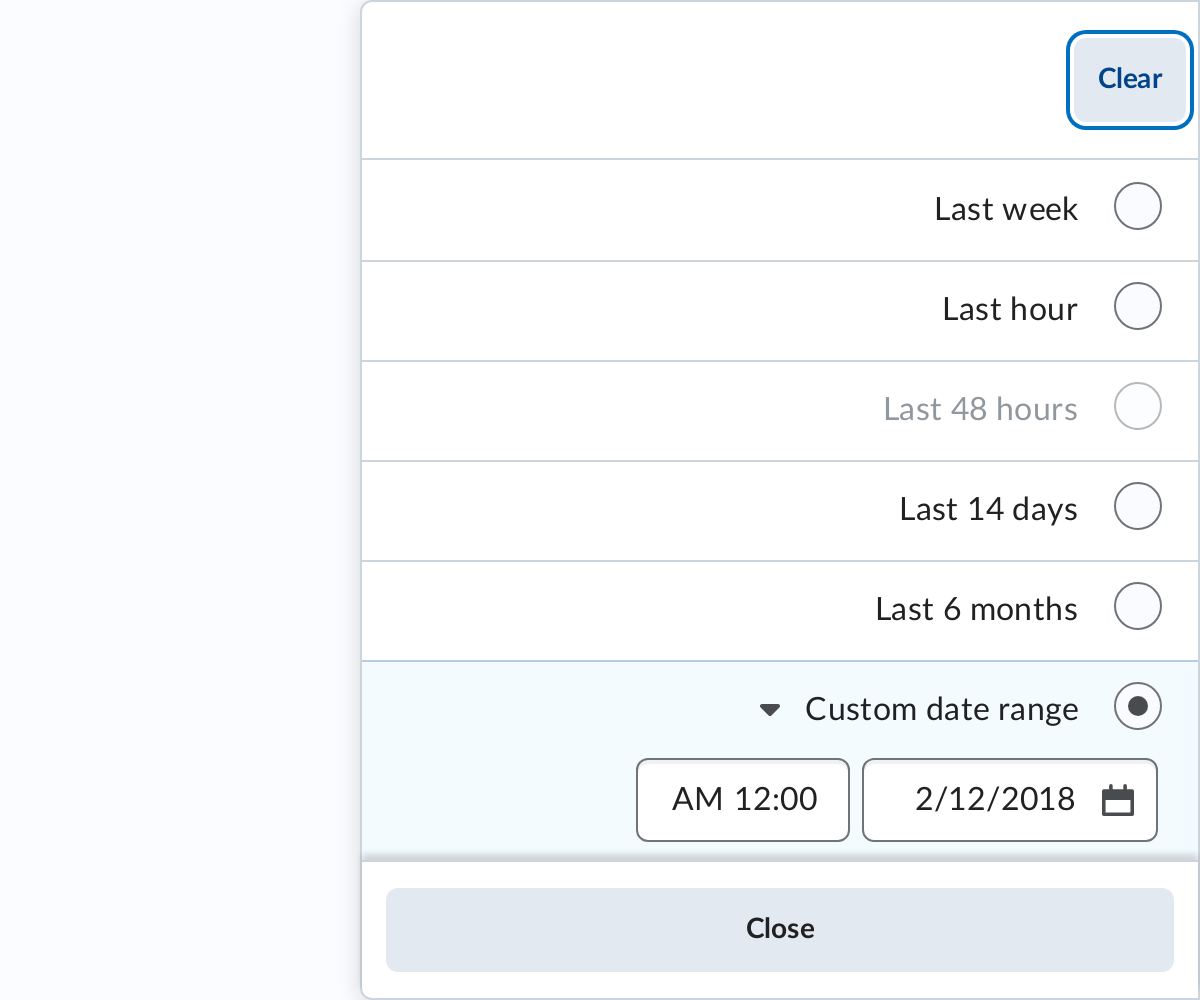 Clear
Last week
Last hour
Last 48 hours
Last 14 days
Last 6 months
Custom date range
AM 12:00 2/12/2018
Close